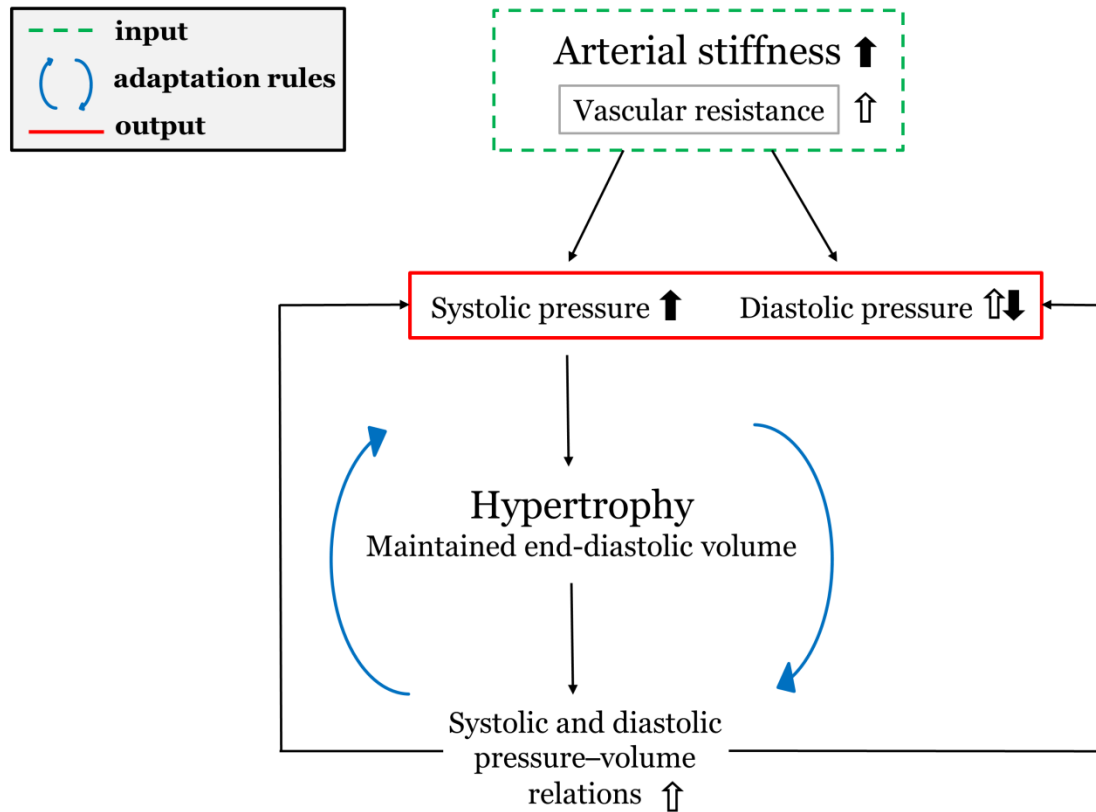 input
adaptation rules
output
Arterial stiffness
Vascular resistance
Systolic pressure
Diastolic pressure
Hypertrophy
Maintained end-diastolic volume
Systolic and diastolic
pressure–volume
relations